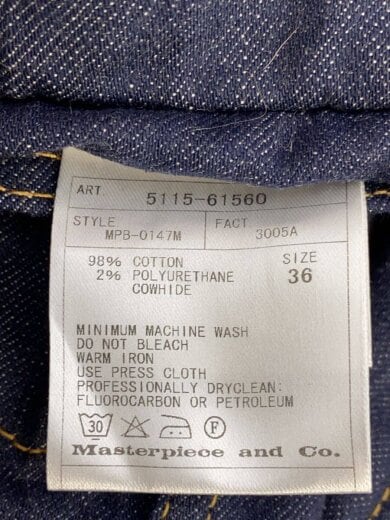 ART 5115-61560
STYLE FACT
MPB-0147M 3005A
98% COTTON SIZE
2% POLYURETHANE 36
COWHIDE
MINIMUM MACHINE WASH
DO NOT BLEACH
WARM IRON
USE PRESS CLOTH
PROFESSIONALLY DRYCLEAN:
FLUOROCARBON OR PETROLEUM
30 F
Masterpiece and Co.